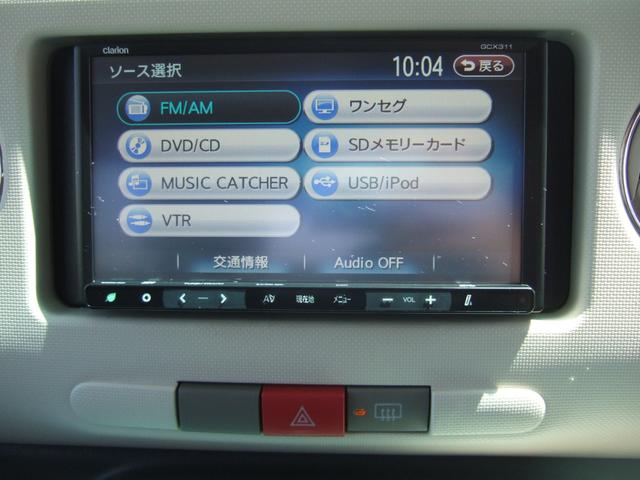 Clarion GCX311
ソース選択 10:04 戻る
FM/AM ワンセグ
DVD/CD SDメモリーカード
MUSIC CATCHER USB/iPod
VTR
交通情報 Audio OFF
AV 現在地 メニュー VOL